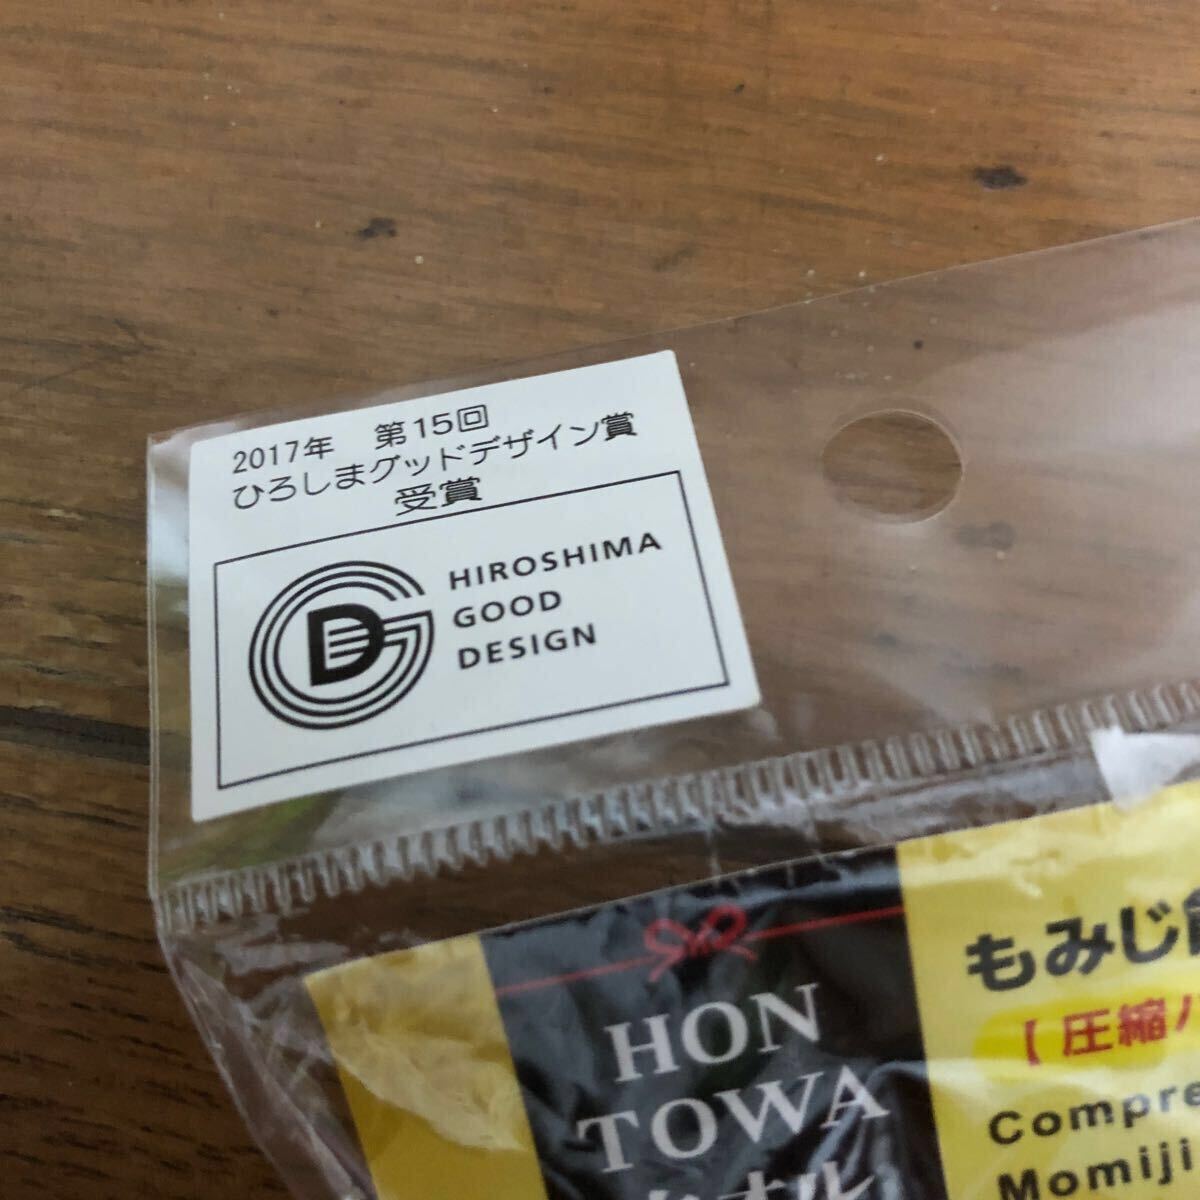 2017年 第15回
ひろしまグッドデザイン賞
受賞
HIROSHIMA
GOOD
DESIGN
HON
TOWA
もみじ
【圧縮
Compre
Momiji